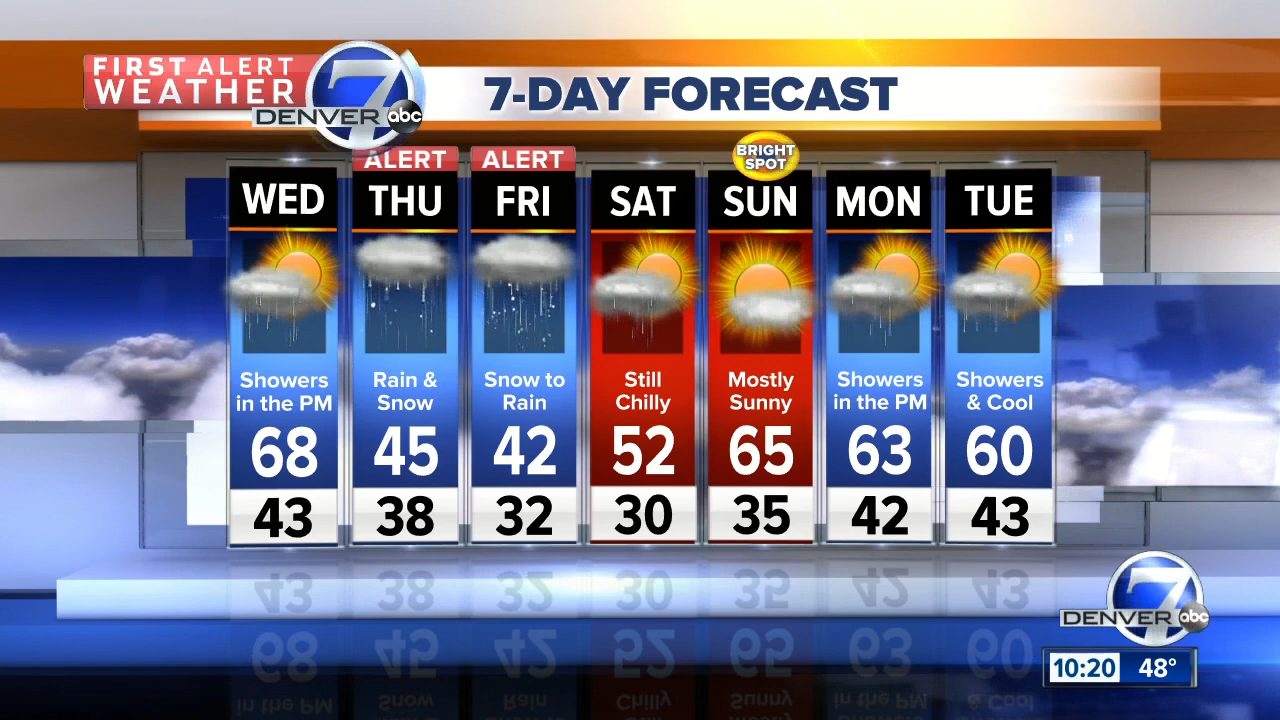 FIRST ALERT
WEATHER
7
DENVER abc
7-DAY FORECAST
BRIGHT
SPOT
ALERT ALERT
WED THU FRI SAT SUN MON TUE
Showers Rain & Snow to Still Mostly Showers Showers
in the PM Snow Rain Chilly Sunny in the PM & Cool
68 45 42 52 65 63 60
43 38 32 30 35 42 43
7
DENVER abc
10:20 48°